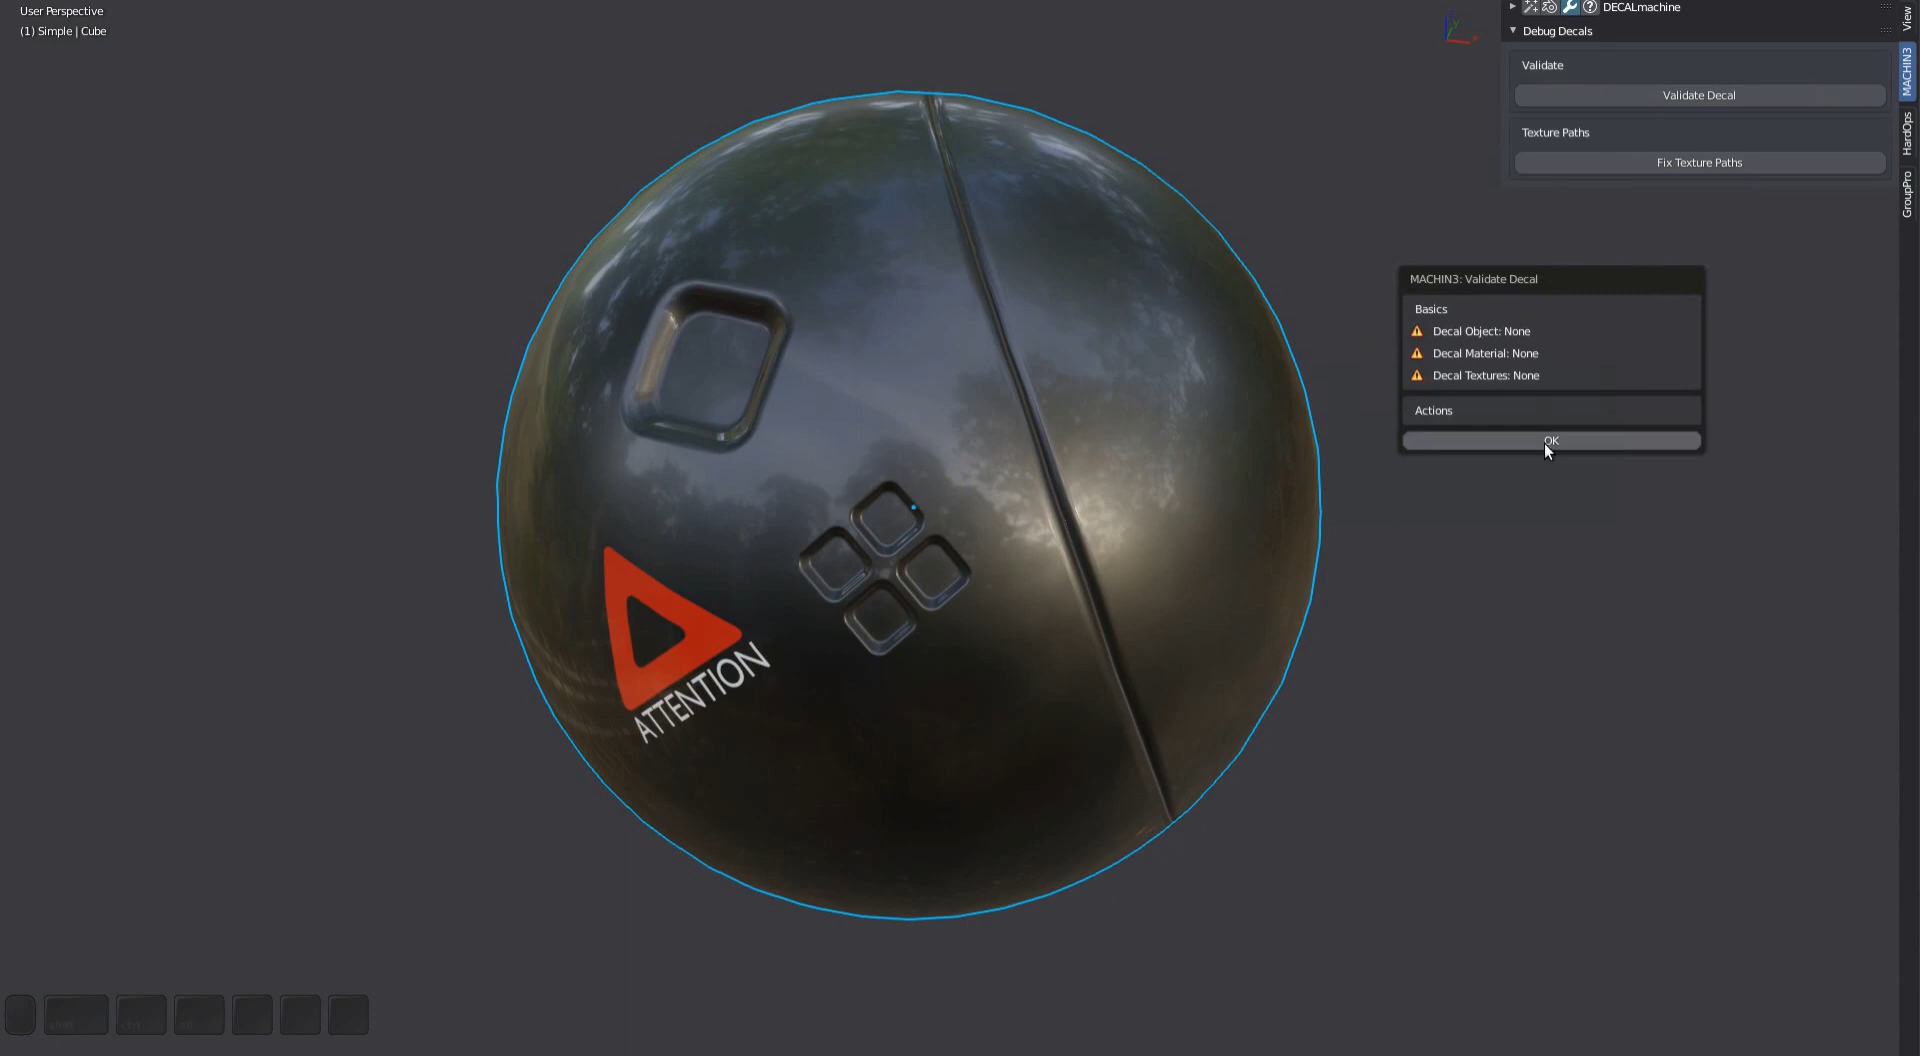 User Perspective
(1) Simple | Cube
DECALmachine
Debug Decals
Validate
Validate Decal
Texture Paths
Fix Texture Paths
View
MACHIN3
HardOps
GroupPro
MACHIN3: Validate Decal
Basics
Decal Object: None
Decal Material: None
Decal Textures: None
Actions
OK
ATTENTION